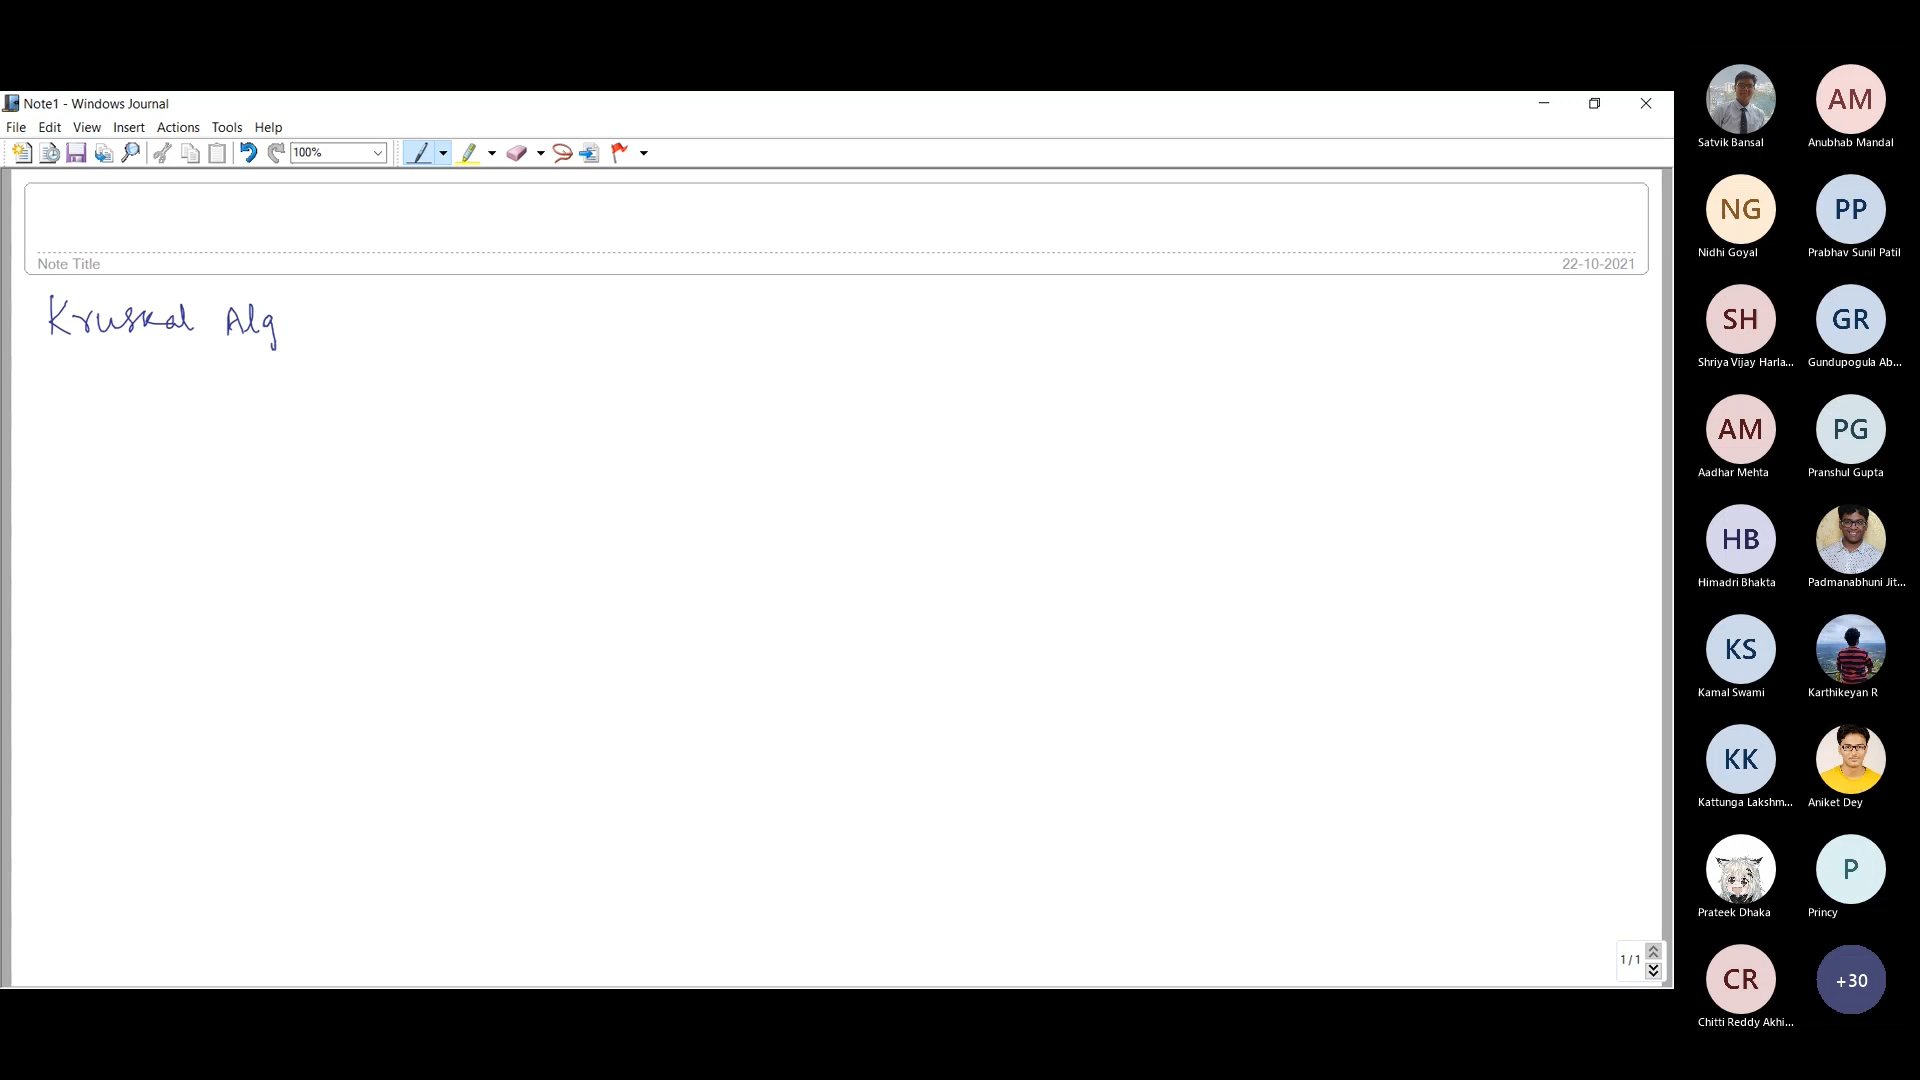 Note1 - Windows Journal
File Edit View Insert Actions Tools Help
100%
Note Title
22-10-2021
Kruskal Alg
1 / 1
Satvik Bansal
AM
Anubhab Mandal
NG
Nidhi Goyal
PP
Prabhav Sunil Patil
SH
Shriya Vijay Harla...
GR
Gundupogula Ab...
AM
Aadhar Mehta
PG
Pranshul Gupta
HB
Himadri Bhakta
Padmanabhuni Jit...
KS
Kamal Swami
Karthikeyan R
KK
Kattunga Lakshm...
Aniket Dey
Prateek Dhaka
P
Princy
CR
Chitti Reddy Akhi...
+30